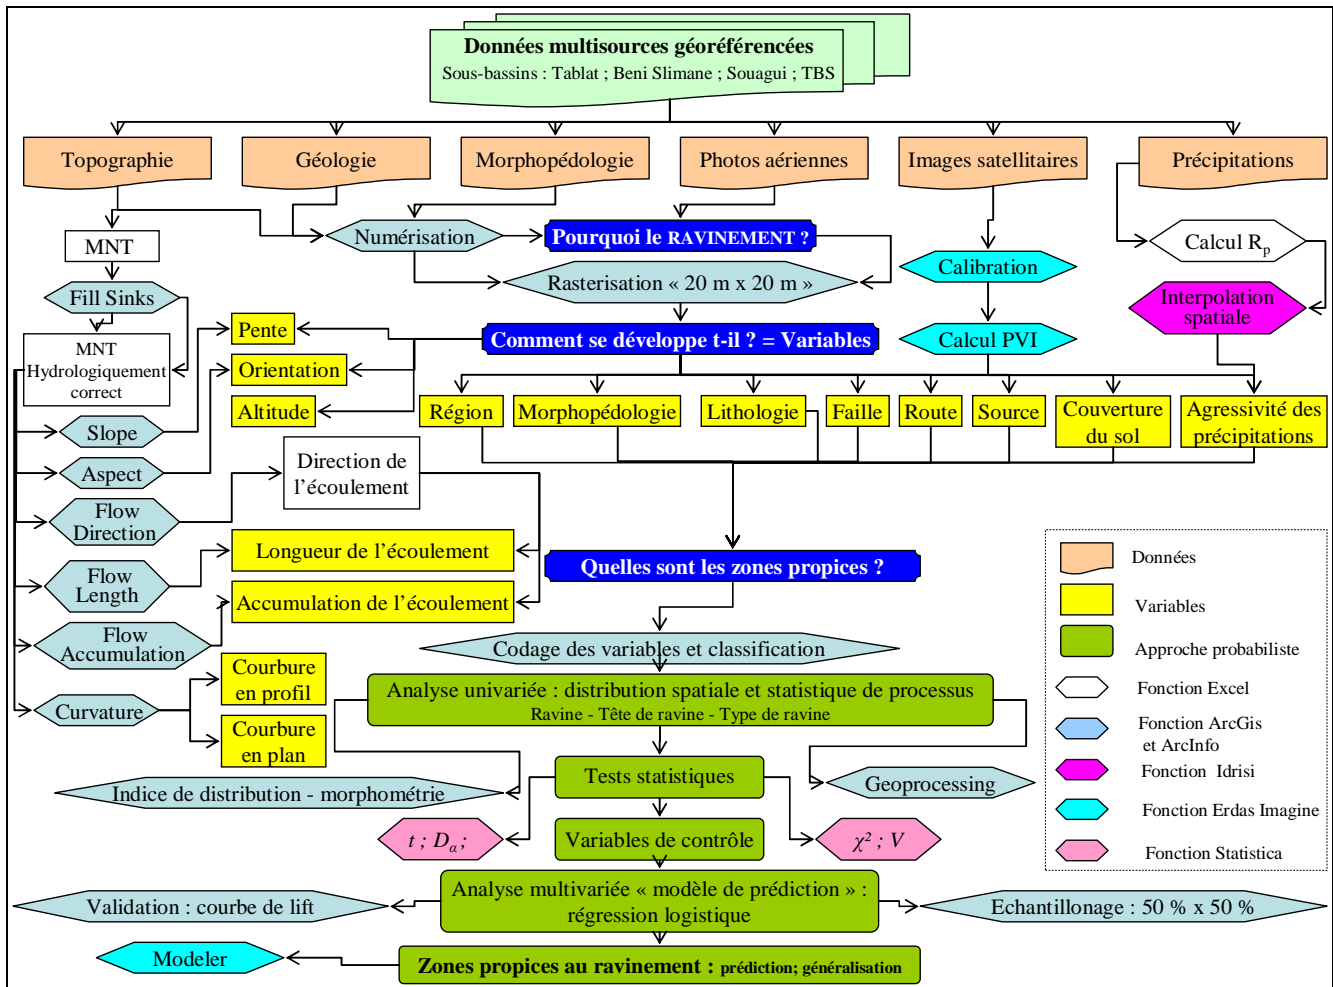 Données multisources géoréférencées
Sous-bassins : Tablat ; Beni Slimane ; Souagui ; TBS
Topographie
Géologie
Morphopédologie
Photos aériennes
Images satellitaires
Précipitations
MNT
Numérisation
Pourquoi le RAVINEMENT ?
Calcul Rp
Calibration
Fill Sinks
Rasterisation « 20 m x 20 m »
Interpolation
spatiale
Pente
Comment se développe t-il ? = Variables
Calcul PVI
MNT
Hydrologiquement
correct
Orientation
Altitude
Région
Morphopédologie
Lithologie
Faille
Route
Source
Couverture
du sol
Agressivité des
précipitations
Slope
Aspect
Direction de
l’écoulement
Flow
Direction
Longueur de l’écoulement
Quelles sont les zones propices ?
Flow
Length
Accumulation de l’écoulement
Flow
Accumulation
Codage des variables et classification
Courbure
en profil
Analyse univariée : distribution spatiale et statistique de processus
Ravine - Tête de ravine - Type de ravine
Curvature
Courbure
en plan
Tests statistiques
Indice de distribution - morphométrie
Geoprocessing
t ; Dα ;
Variables de contrôle
χ² ; V
Analyse multivariée « modèle de prédiction » :
régression logistique
Validation : courbe de lift
Echantillonage : 50 % x 50 %
Modeler
Zones propices au ravinement : prédiction; généralisation
Données
Variables
Approche probabiliste
Fonction Excel
Fonction ArcGis
et ArcInfo
Fonction Idrisi
Fonction Erdas Imagine
Fonction Statistica